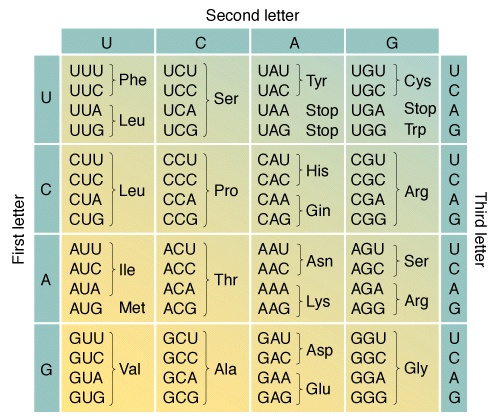 Second letter
U C A G
First letter
U
UUU UUC Phe UUA UUG Leu
UCU UCC UCA UCG Ser
UAU UAC Tyr UAA Stop UAG Stop
UGU UGC Cys UGA Stop UGG Trp
U C A G
C
CUU CUC CUA CUG Leu
CCU CCC CCA CCG Pro
CAU CAC His CAA CAG Gin
CGU CGC CGA CGG Arg
U C A G
A
AUU AUC AUA Ile AUG Met
ACU ACC ACA ACG Thr
AAU AAC Asn AAA AAG Lys
AGU AGC Ser AGA AGG Arg
U C A G
G
GUU GUC GUA GUG Val
GCU GCC GCA GCG Ala
GAU GAC Asp GAA GAG Glu
GGU GGC GGA GGG Gly
U C A G
Third letter